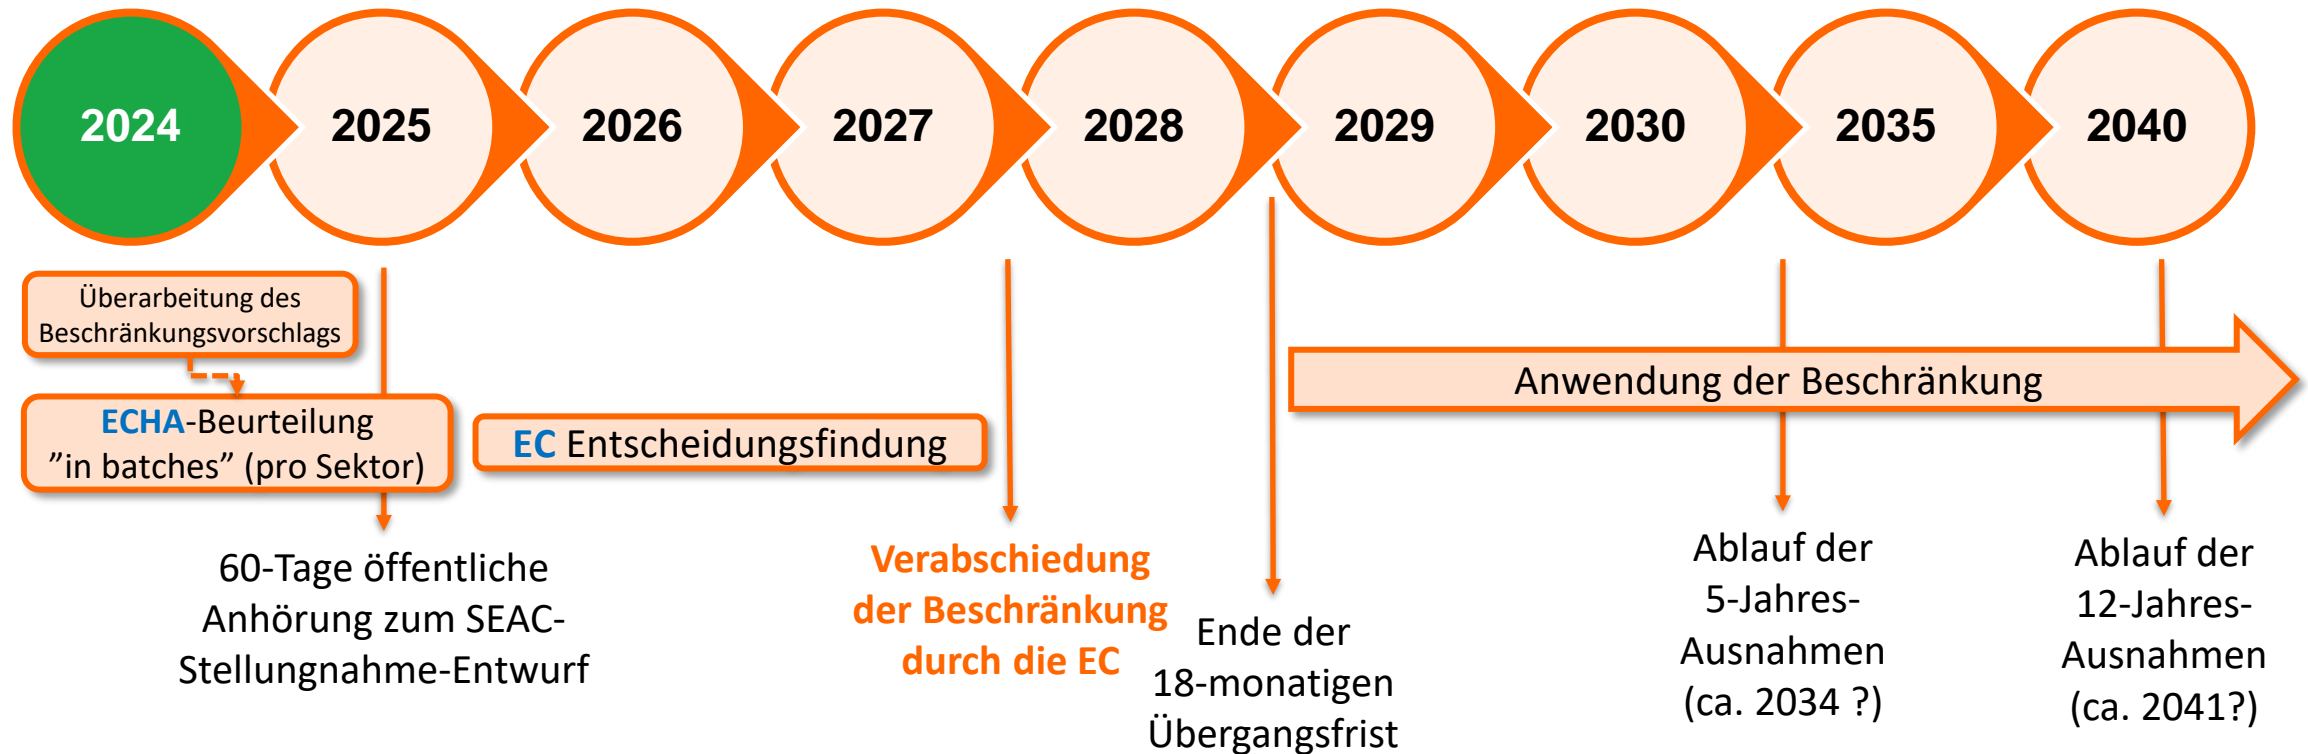 2024
2025
2026
2027
2028
2029
2030
2035
2040
Überarbeitung des
Beschränkungsvorschlags
ECHA-Beurteilung
”in batches” (pro Sektor)
EC Entscheidungsfindung
Anwendung der Beschränkung
60-Tage öffentliche
Anhörung zum SEAC-
Stellungnahme-Entwurf
Verabschiedung
der Beschränkung
durch die EC
Ende der
18-monatigen
Übergangsfrist
Ablauf der
5-Jahres-
Ausnahmen
(ca. 2034 ?)
Ablauf der
12-Jahres-
Ausnahmen
(ca. 2041?)